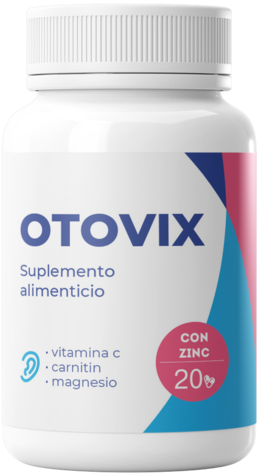 OTOVIX
Suplemento
alimenticio
· vitamina c
· carnitin
· magnesio
CON
ZINC
20